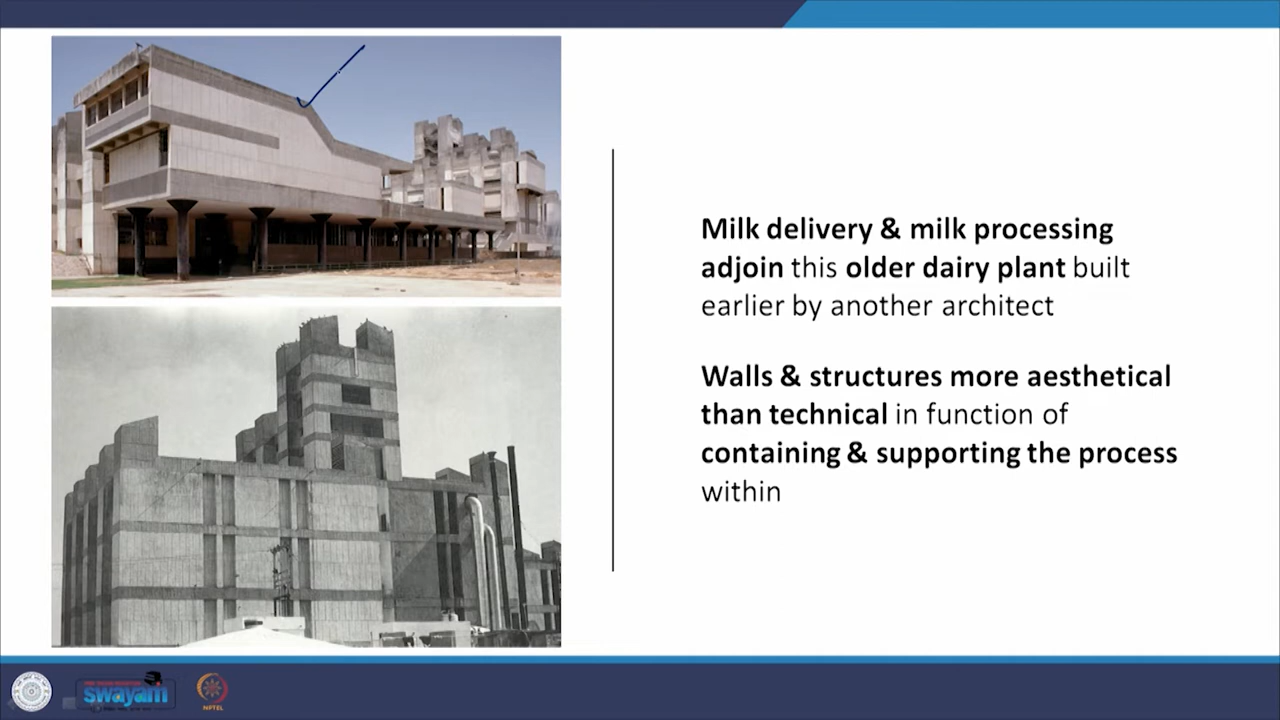 Milk delivery & milk processing
adjoin this older dairy plant built
earlier by another architect
Walls & structures more aesthetical
than technical in function of
containing & supporting the process
within
swayam
NPTEL